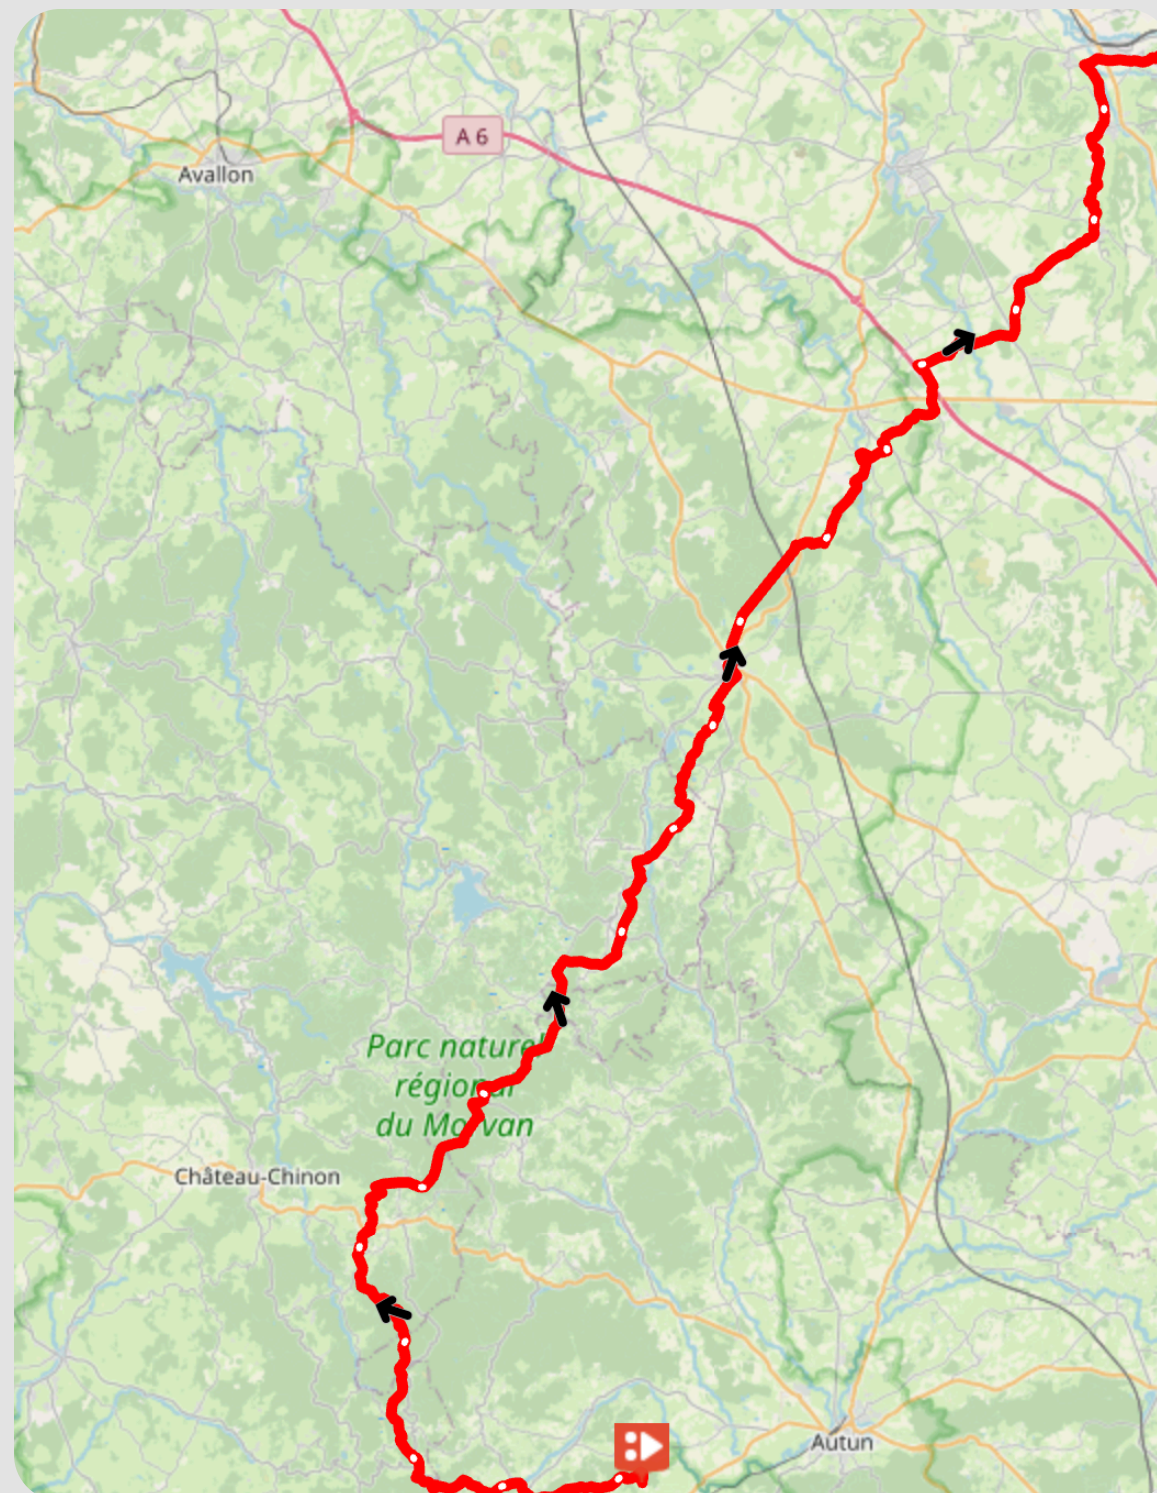 A 6
Avallon
Parc naturel
régional
du Morvan
Château-Chinon
Autun